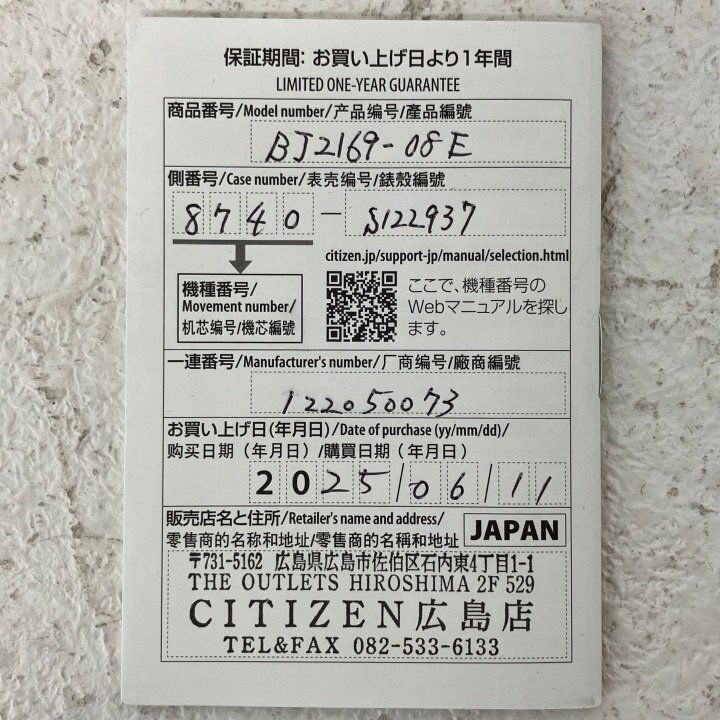 保証期間: お買い上げ日より1年間
LIMITED ONE-YEAR GUARANTEE
商品番号/Model number/产品编号/產品編號
BJ2169-08E
側番号/Case number/表壳编号/錶殼編號
8740-S122937
citizen.jp/support-jp/manual/selection.html
機種番号/
Movement number/
机芯编号/機芯編號
ここで、機種番号の
Webマニュアルを探し
ます。
一連番号/Manufacturer's number/厂商编号/廠商編號
122050073
お買い上げ日(年月日)/Date of purchase (yy/mm/dd)/
购买日期(年月日)/購買日期(年月日)
2025/06/11
販売店名と住所/Retailer's name and address/
零售商的名称和地址/零售商的名稱和地址
JAPAN
〒731-5162 広島県広島市佐伯区石内東4丁目1-1
THE OUTLETS HIROSHIMA 2F 529
CITIZEN広島店
TEL&FAX 082-533-6133